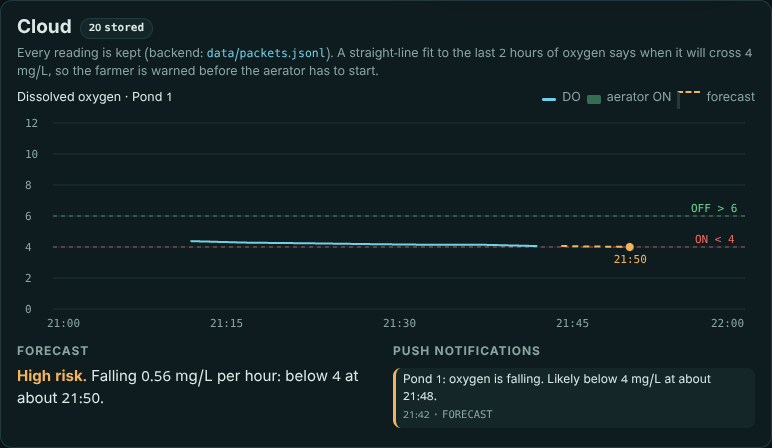 Cloud 20 stored
Every reading is kept (backend: data/packets.jsonl). A straight-line fit to the last 2 hours of oxygen says when it will cross 4
mg/L, so the farmer is warned before the aerator has to start.
Dissolved oxygen · Pond 1 DO aerator ON forecast
12
10
8
OFF > 6
6
ON < 4
4
21:50
2
0
21:00 21:15 21:30 21:45 22:00
FORECAST
High risk. Falling 0.56 mg/L per hour: below 4 at
about 21:50.
PUSH NOTIFICATIONS
Pond 1: oxygen is falling. Likely below 4 mg/L at about
21:48.
21:42 · FORECAST